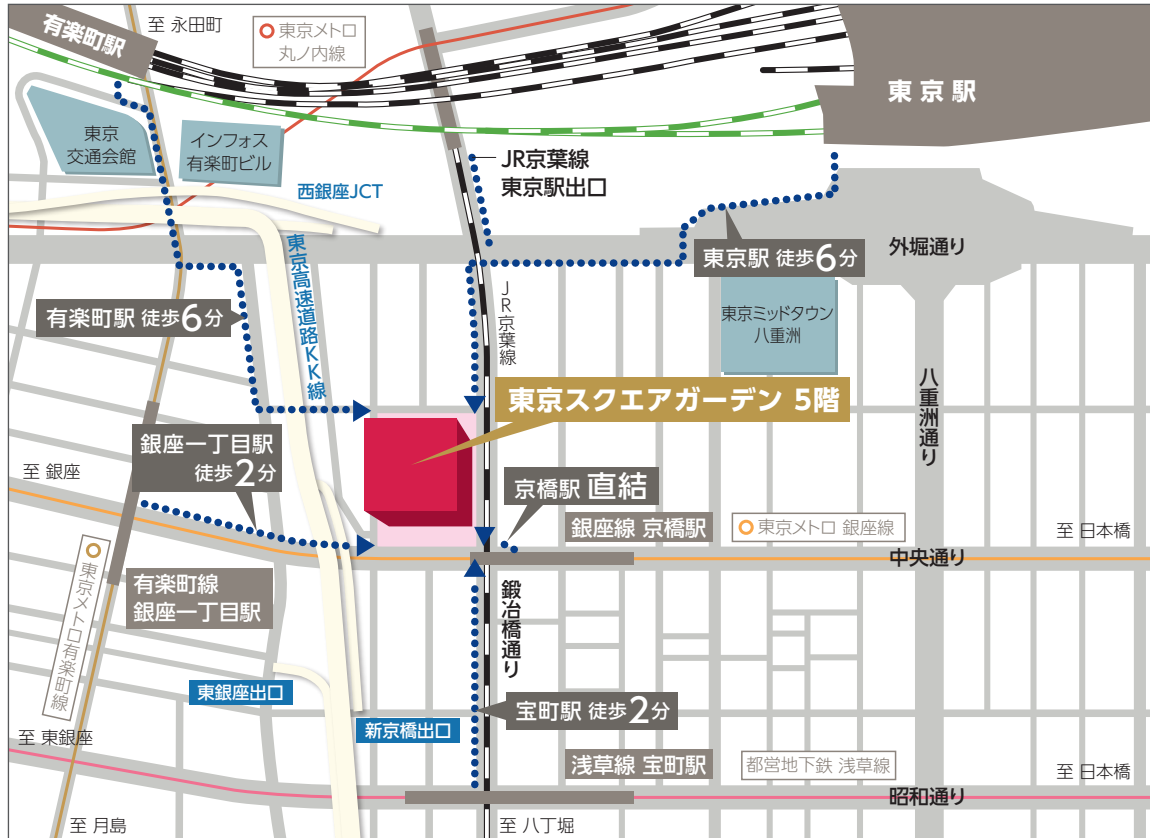 至 永田町
有楽町駅
東京メトロ
丸ノ内線
東京駅
東京
交通会館
インフォス
有楽町ビル
JR京葉線
東京駅出口
西銀座JCT
外堀通り
東京駅 徒歩6分
東京高速道路KK線
有楽町駅 徒歩6分
JR京葉線
東京ミッドタウン
八重洲
八重洲通り
東京スクエアガーデン 5階
銀座一丁目駅
徒歩2分
至 銀座
京橋駅 直結
銀座線 京橋駅
東京メトロ 銀座線
至 日本橋
中央通り
東京メトロ有楽町線
有楽町線
銀座一丁目駅
鍛冶橋通り
東銀座出口
新京橋出口
宝町駅 徒歩2分
至 東銀座
浅草線 宝町駅
都営地下鉄 浅草線
至 日本橋
昭和通り
至 月島
至 八丁堀